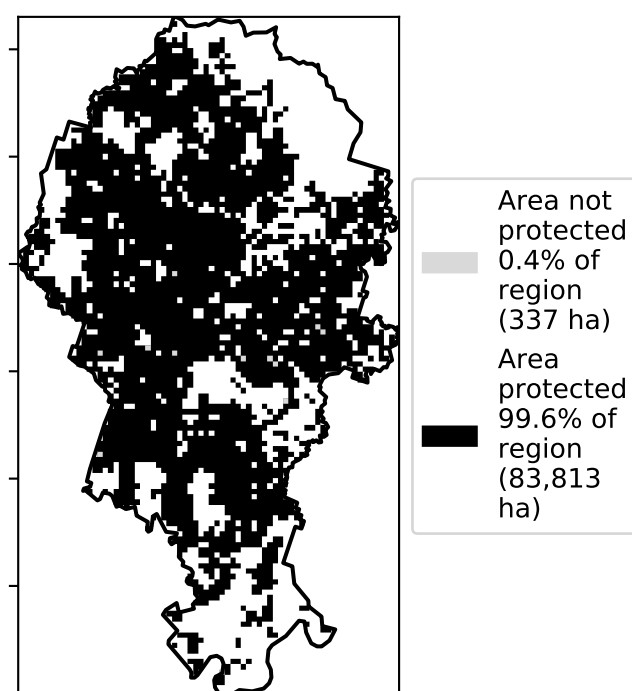 Area not
protected
0.4% of
region
(337 ha)
Area
protected
99.6% of
region
(83,813
ha)